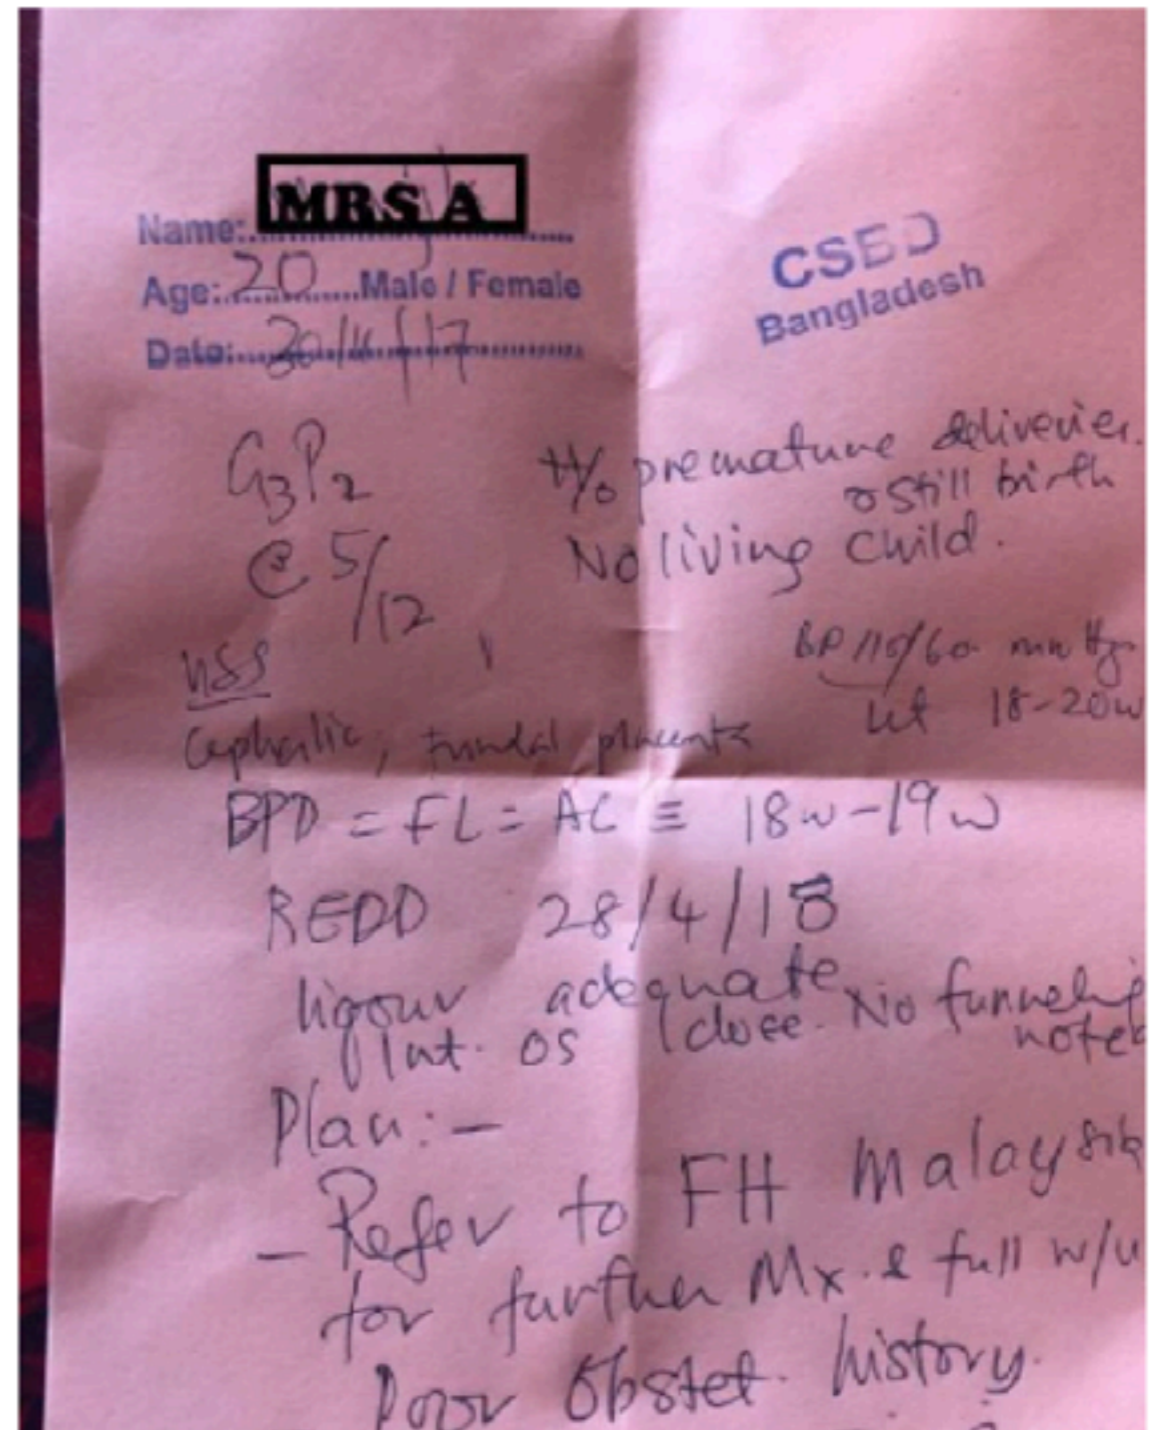 MRS A
Name:
Age: 20 Male / Female
Date: 30/11/17
CSED
Bangladesh
G3P2
@ 5/12
H/o premature deliveries.
& still birth
No living child.
BP 110/60 mmHg
ut 18-20w
USS
Cephalic, fundal placenta
BPD = FL = AC ≡ 18w-19w
REDD 28/4/18
liqour adequate
Int. OS close. No funneling
noted
Plan:-
- Refer to FH Malaysia
for further Mx. & full w/u
Poor Obstet. history.